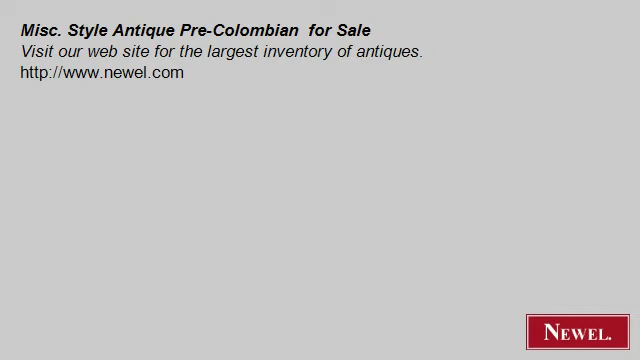 Misc. Style Antique Pre-Colombian  for Sale
Visit our web site for the largest inventory of antiques.
http://www.newel.com
NEWEL.